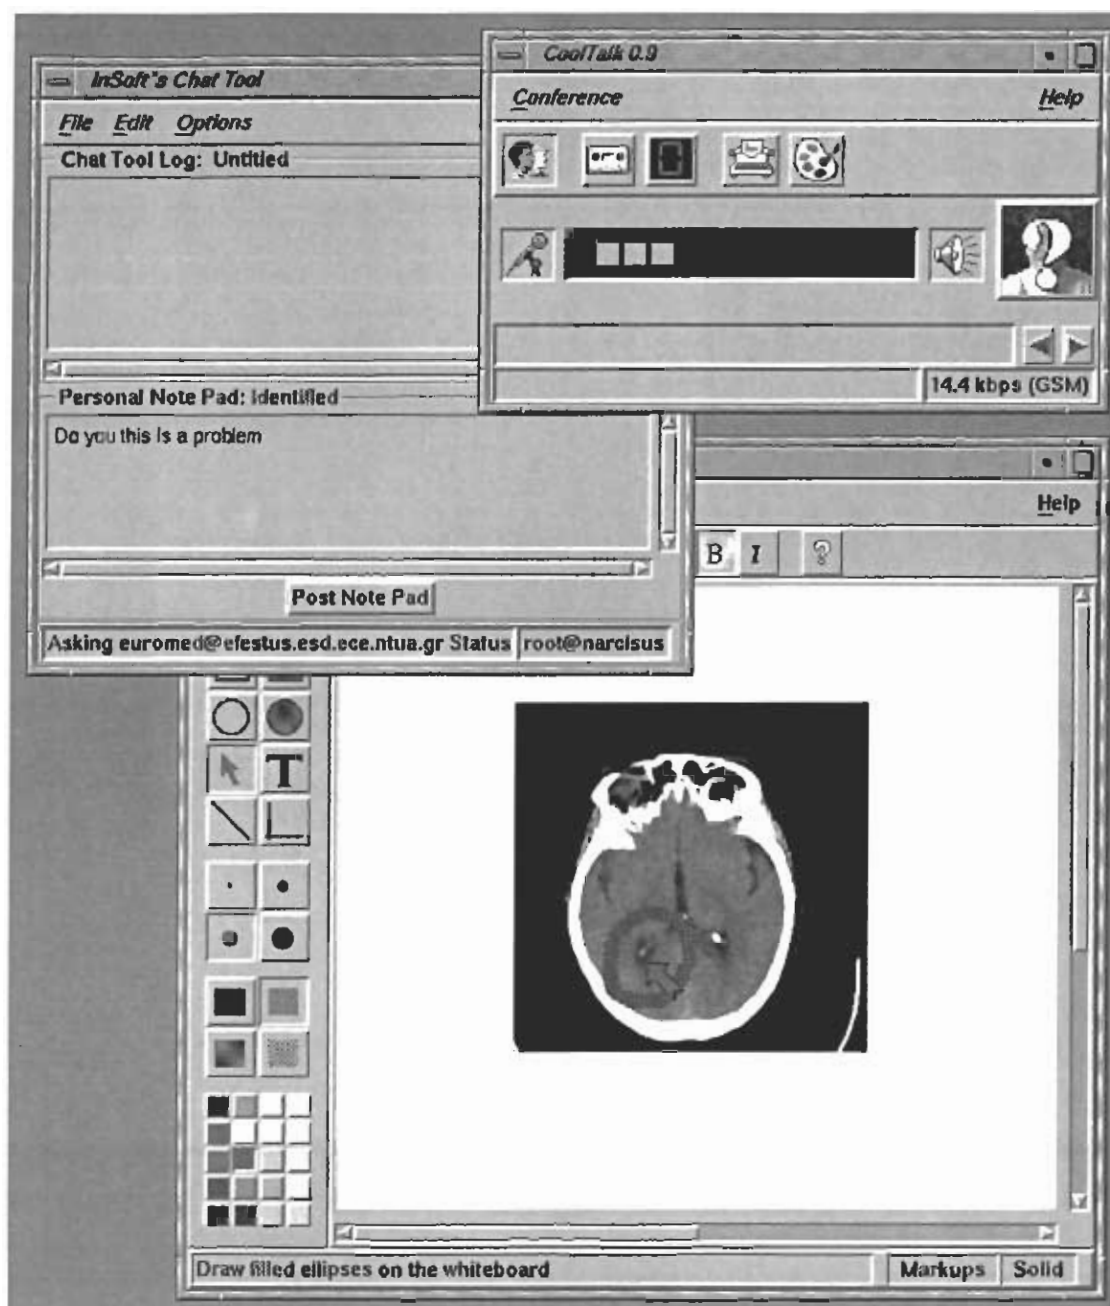 InSoft"s Chat Tool
File Edit Options
Chat Tool Log: Untitled
CoolTalk 0.9
Conference Help
14.4 kbps (GSM)
Personal Note Pad: Identified
Do you this is a problem
Post Note Pad
Asking euromed@efestus.esd.ece.ntua.gr Status root@narcisus
Help
B I ?
T
Draw filled ellipses on the whiteboard Markups Solid